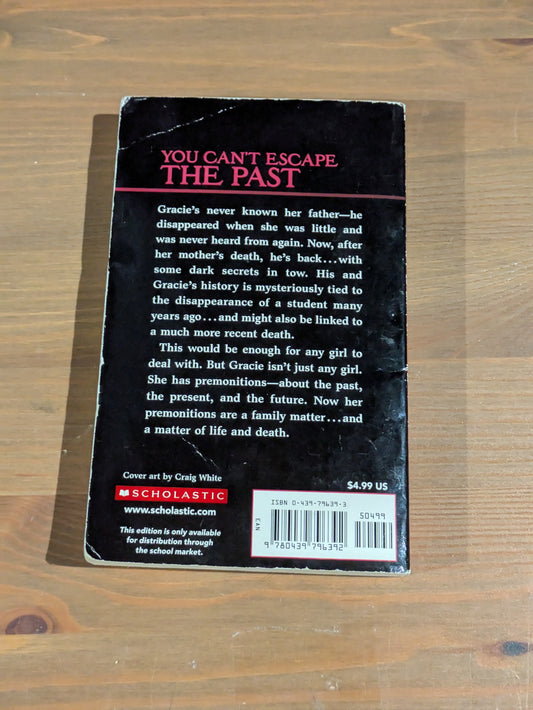 YOU CAN'T ESCAPE
THE PAST
Gracie's never known her father—he
disappeared when she was little and
was never heard from again. Now, after
her mother's death, he's back...with
some dark secrets in tow. His and
Gracie's history is mysteriously tied to
the disappearance of a student many
years ago...and might also be linked to
a much more recent death.
This would be enough for any girl to
deal with. But Gracie isn't just any girl.
She has premonitions—about the past,
the present, and the future. Now her
premonitions are a family matter...and
a matter of life and death.
Cover art by Craig White
SCHOLASTIC
www.scholastic.com
This edition is only available
for distribution through
the school market.
$4.99 US
ISBN 0-439-79639-3
50499
EAN
9 780439 796392